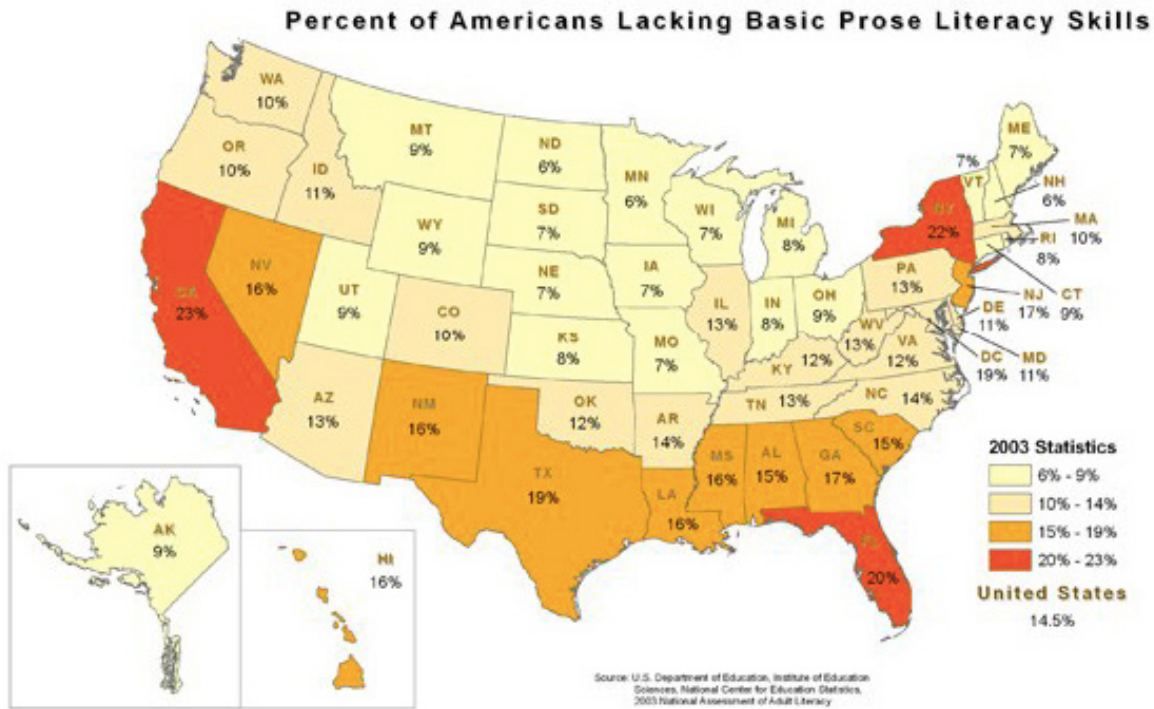 Percent of Americans Lacking Basic Prose Literacy Skills
WA
10%
OR
10%
ID
11%
MT
9%
ND
6%
MN
6%
SD
7%
WY
9%
NE
7%
IA
7%
WI
7%
MI
8%
ME
7%
7%
VT
NH
6%
MA
10%
RI
8%
CT
9%
NY
22%
PA
13%
NJ
17%
DE
11%
MD
11%
DC
19%
CA
23%
NV
16%
UT
9%
CO
10%
KS
8%
MO
7%
IL
13%
IN
8%
OH
9%
WV
13%
VA
12%
KY
12%
TN
13%
NC
14%
SC
15%
AZ
13%
NM
16%
OK
12%
AR
14%
TX
19%
LA
16%
MS
16%
AL
15%
GA
17%
FL
20%
AK
9%
HI
16%
2003 Statistics
6% - 9%
10% - 14%
15% - 19%
20% - 23%
United States
14.5%
Source: U.S. Department of Education, Institute of Education
Sciences, National Center for Education Statistics,
2003 National Assessment of Adult Literacy